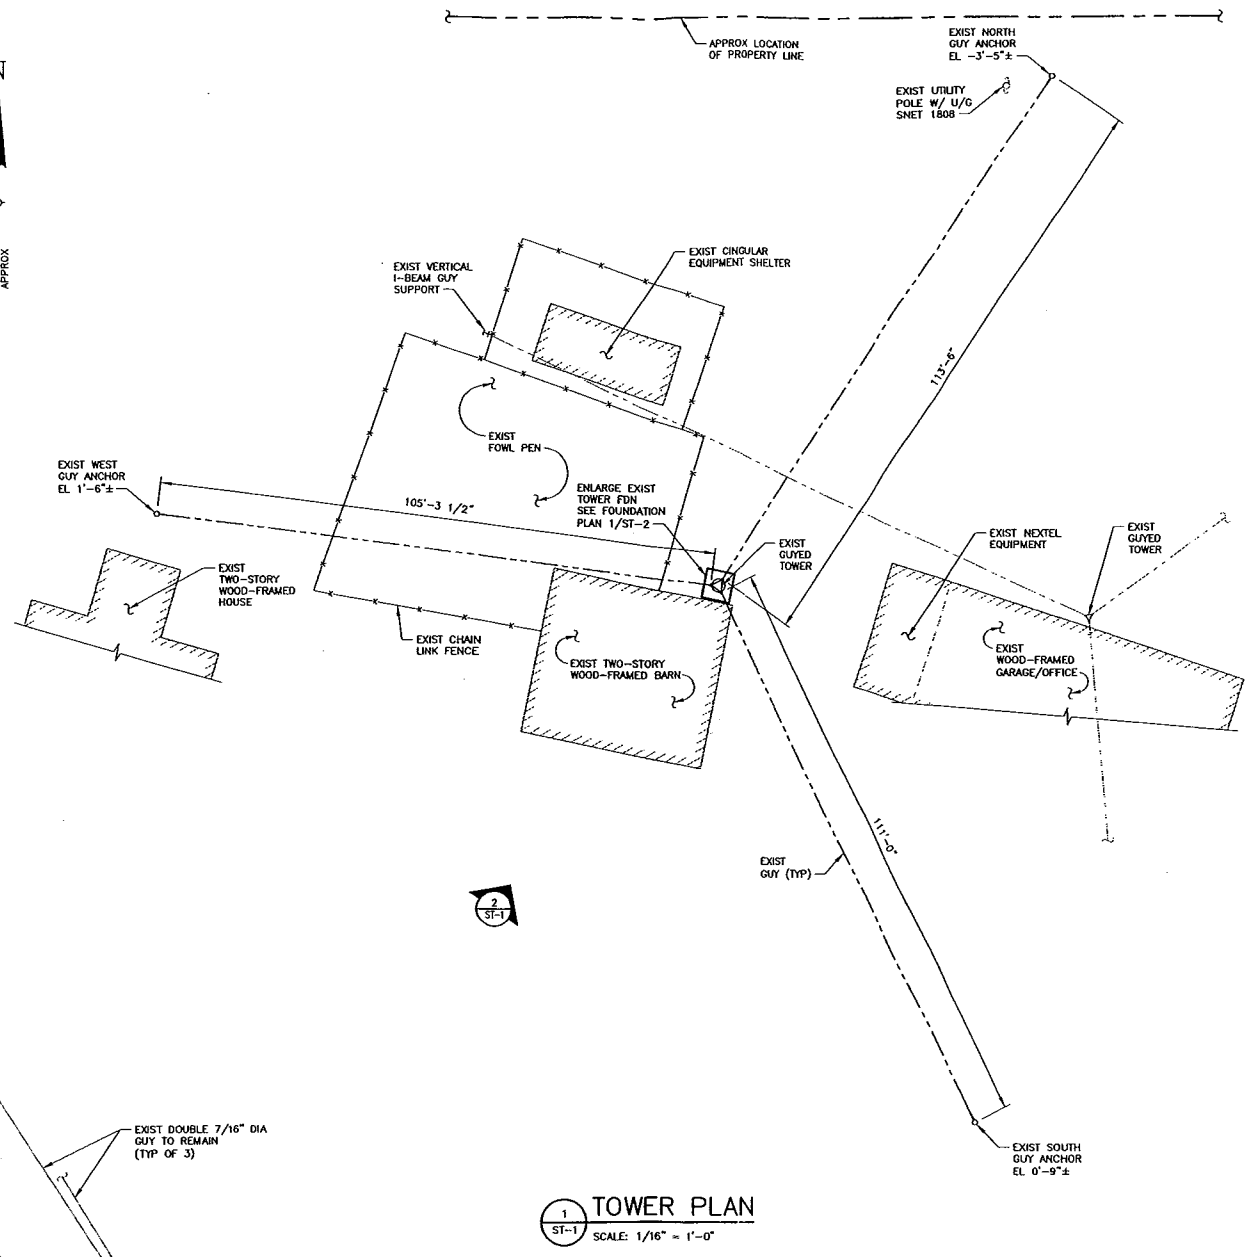 APPROX LOCATION
OF PROPERTY LINE
EXIST NORTH
GUY ANCHOR
EL -3'-5"±
EXIST UTILITY
POLE W/ U/G
SNET 1808
N
APPROX
EXIST CINGULAR
EQUIPMENT SHELTER
EXIST VERTICAL
I-BEAM GUY
SUPPORT
113'-6"
EXIST
FOWL PEN
EXIST WEST
GUY ANCHOR
EL 1'-6"±
105'-3 1/2"
ENLARGE EXIST
TOWER FDN
SEE FOUNDATION
PLAN 1/ST-2
EXIST
GUYED
TOWER
EXIST NEXTEL
EQUIPMENT
EXIST
GUYED
TOWER
EXIST
TWO-STORY
WOOD-FRAMED
HOUSE
EXIST CHAIN
LINK FENCE
EXIST TWO-STORY
WOOD-FRAMED BARN
EXIST
WOOD-FRAMED
GARAGE/OFFICE
111'-0"
EXIST
GUY (TYP)
2
ST-1
EXIST DOUBLE 7/16" DIA
GUY TO REMAIN
(TYP OF 3)
EXIST SOUTH
GUY ANCHOR
EL 0'-9"±
1
ST-1
TOWER PLAN
SCALE: 1/16" = 1'-0"